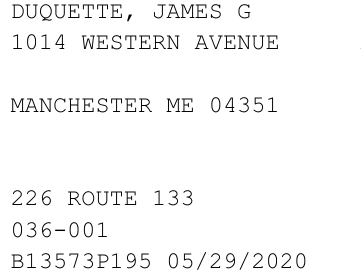 DUQUETTE, JAMES G
1014 WESTERN AVENUE
MANCHESTER ME 04351
226 ROUTE 133
036-001
B13573P195 05/29/2020